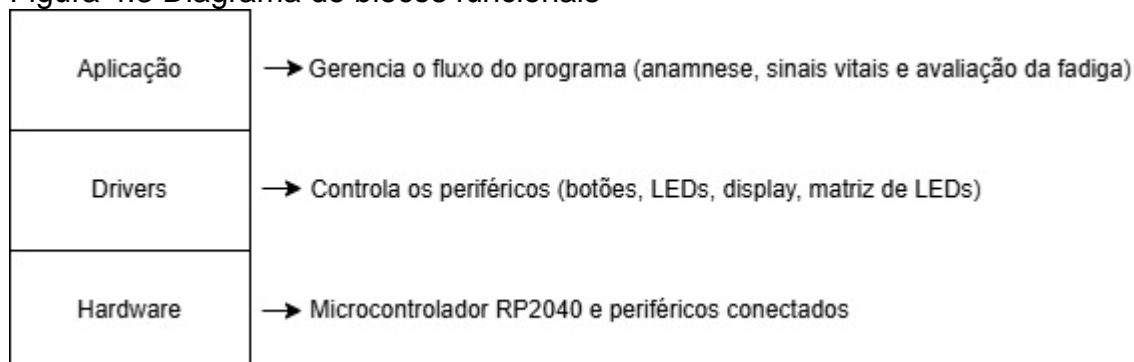 Figura 4.3 Diagrama de blocos funcionais
Aplicação
Gerencia o fluxo do programa (anamnese, sinais vitais e avaliação da fadiga)
Drivers
Controla os periféricos (botões, LEDs, display, matriz de LEDs)
Hardware
Microcontrolador RP2040 e periféricos conectados